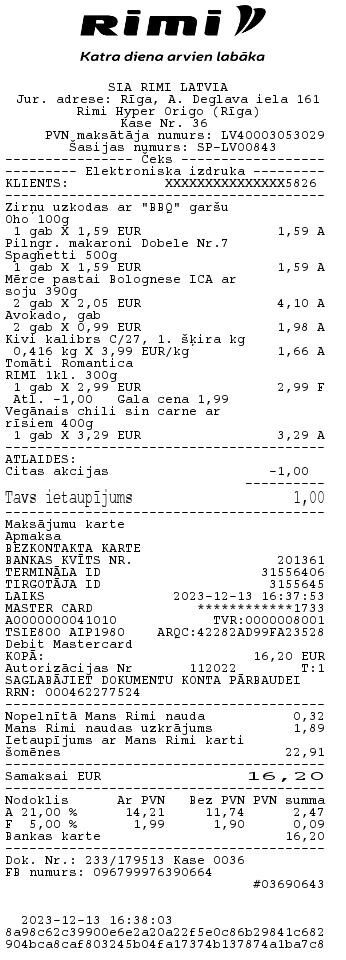 Rimi
Katra diena arvien labāka
SIA RIMI LATVIA
Jur. adrese: Rīga, A. Deglava iela 161
Rimi Hyper Origo (Rīga)
Kase Nr. 36
PVN maksātāja numurs: LV40003053029
Šasijas numurs: SP-LV00843
---------------- Čeks ------------------
--------- Elektroniska izdruka ---------
KLIENTS: XXXXXXXXXXXXXXX5826
----------------------------------------
Zirņu uzkodas ar "BBQ" garšu
Oho 100g
1 gab X 1,59 EUR 1,59 A
Pilngr. makaroni Dobele Nr.7
Spaghetti 500g
1 gab X 1,59 EUR 1,59 A
Mērce pastai Bolognese ICA ar
soju 390g
2 gab X 2,05 EUR 4,10 A
Avokado, gab
2 gab X 0,99 EUR 1,98 A
Kivi kalibrs C/27, 1. šķira kg
0,416 kg X 3,99 EUR/kg 1,66 A
Tomāti Romantica
RIMI 1kl. 300g
1 gab X 2,99 EUR 2,99 F
Atl. -1,00 Gala cena 1,99
Vegānais chili sin carne ar
rīsiem 400g
1 gab X 3,29 EUR 3,29 A
----------------------------------------
ATLAIDES:
Citas akcijas -1,00
----------
Tavs ietaupījums 1,00
----------------------------------------
Maksājumu karte
Apmaksa
BEZKONTAKTA KARTE
BANKAS KVĪTS NR. 201361
TERMINĀLA ID 31556406
TIRGOTĀJA ID 3155645
LAIKS 2023-12-13 16:37:53
MASTER CARD ************1733
A0000000041010 TVR:0000008001
TSIE800 AIP1980 ARQC:42282AD99FA23528
Debit Mastercard
KOPĀ: 16,20 EUR
Autorizācijas Nr 112022 T:1
SAGLABĀJIET DOKUMENTU KONTA PĀRBAUDEI
RRN: 000462277524
----------------------------------------
Nopelnītā Mans Rimi nauda 0,32
Mans Rimi naudas uzkrājums 1,89
Ietaupījums ar Mans Rimi karti
šomēnes 22,91
----------------------------------------
Samaksai EUR 16,20
----------------------------------------
Nodoklis Ar PVN Bez PVN PVN summa
A 21,00 % 14,21 11,74 2,47
F 5,00 % 1,99 1,90 0,09
Bankas karte 16,20
----------------------------------------
Dok. Nr.: 233/179513 Kase 0036
FB numurs: 096799976390664
#03690643
2023-12-13 16:38:03
8a98c62c39900e6e2a20a22f5e0c86b29841c682
904bca8caf803245b04fa17374b137874a1ba7c8